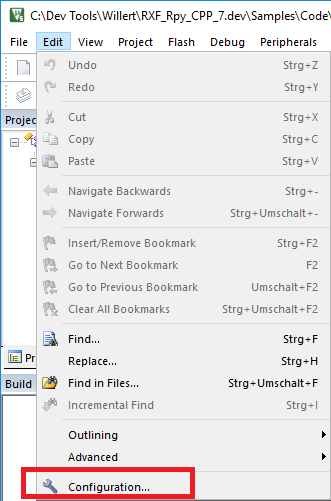 C:\Dev Tools\Willert\RXF_Rpy_CPP_7.dev\Samples\Code\
File Edit View Project Flash Debug Peripherals
Undo Strg+Z
Redo Strg+Y
Projec
Cut Strg+X
Copy Strg+C
Paste Strg+V
Navigate Backwards Strg+-
Navigate Forwards Strg+Umschalt+-
Insert/Remove Bookmark Strg+F2
Go to Next Bookmark F2
Go to Previous Bookmark Umschalt+F2
Clear All Bookmarks Strg+Umschalt+F2
Find... Strg+F
Pr
Replace... Strg+H
Build
Find in Files... Strg+Umschalt+F
Incremental Find Strg+I
Outlining
Advanced
Configuration...